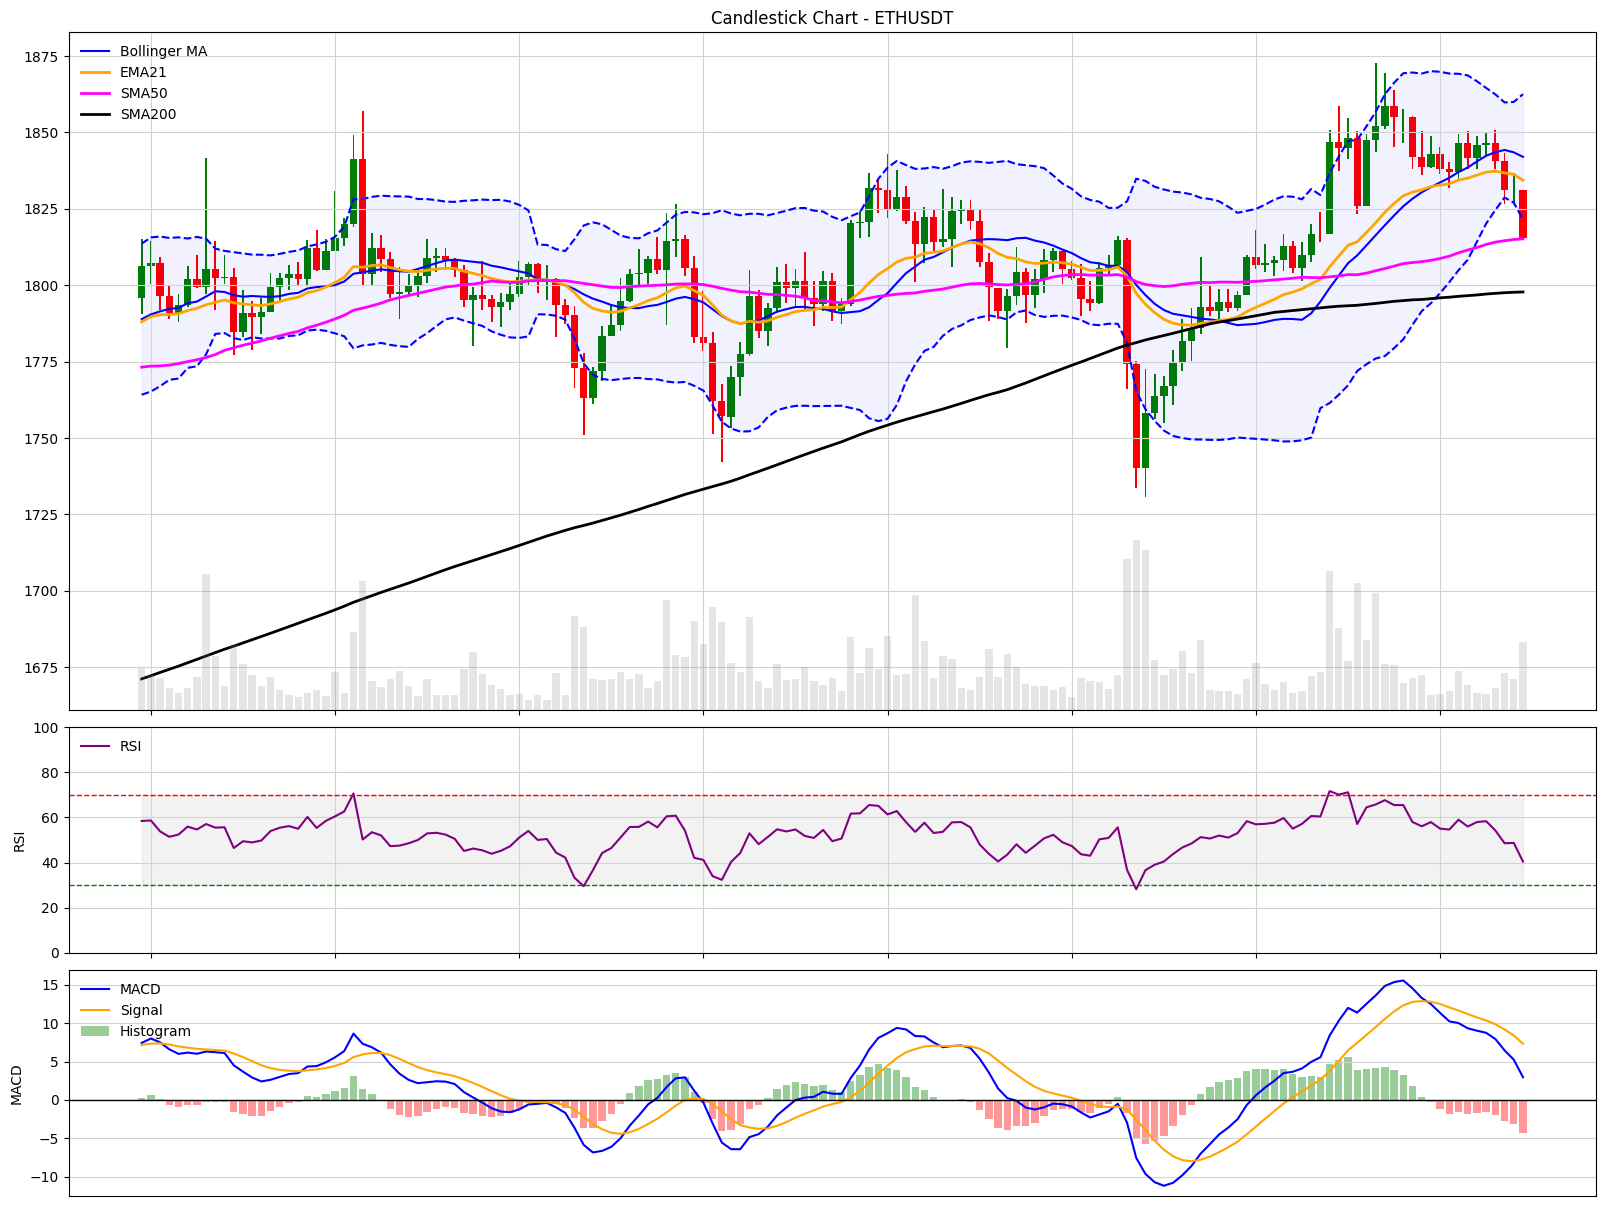 Candlestick Chart - ETHUSDT
Bollinger MA
EMA21
SMA50
SMA200
1875
1850
1825
1800
1775
1750
1725
1700
1675
RSI
100
80
60
40
20
0
RSI
MACD
Signal
Histogram
15
10
5
0
−5
−10
MACD